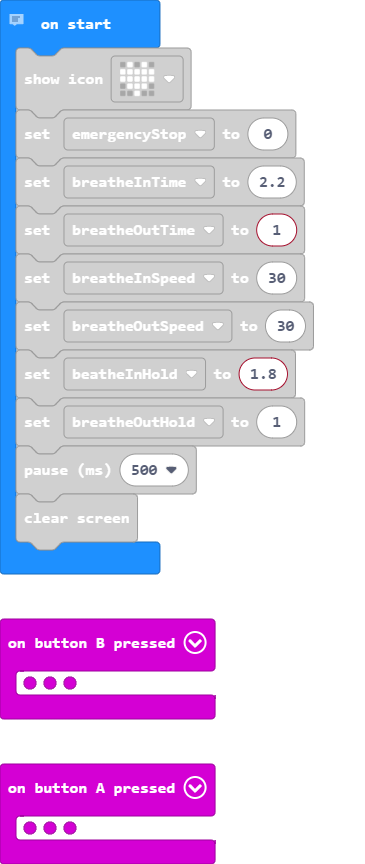 on start
show icon
set emergencyStop to 0
set breatheInTime to 2.2
set breatheOutTime to 1
set breatheInSpeed to 30
set breatheOutSpeed to 30
set beatheInHold to 1.8
set breatheOutHold to 1
pause (ms) 500
clear screen
on button B pressed
on button A pressed